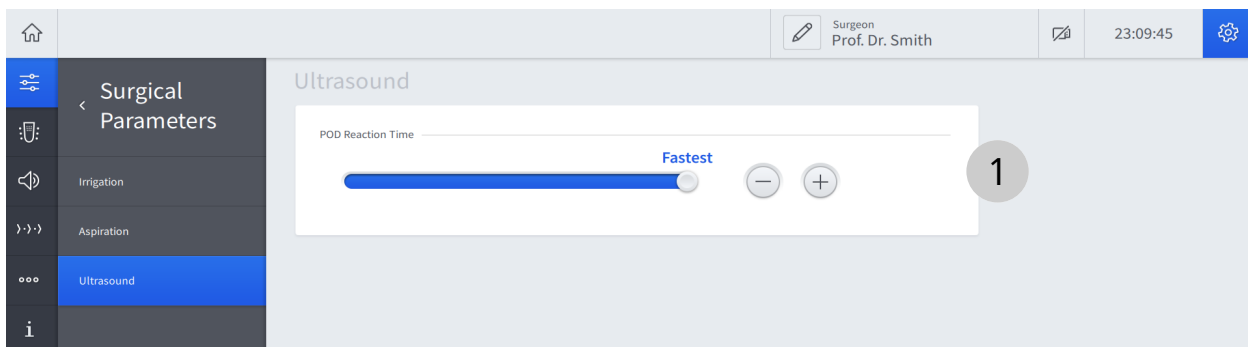 Surgeon
Prof. Dr. Smith
23:09:45
Surgical
Parameters
Ultrasound
POD Reaction Time
Fastest
1
Irrigation
Aspiration
Ultrasound
i